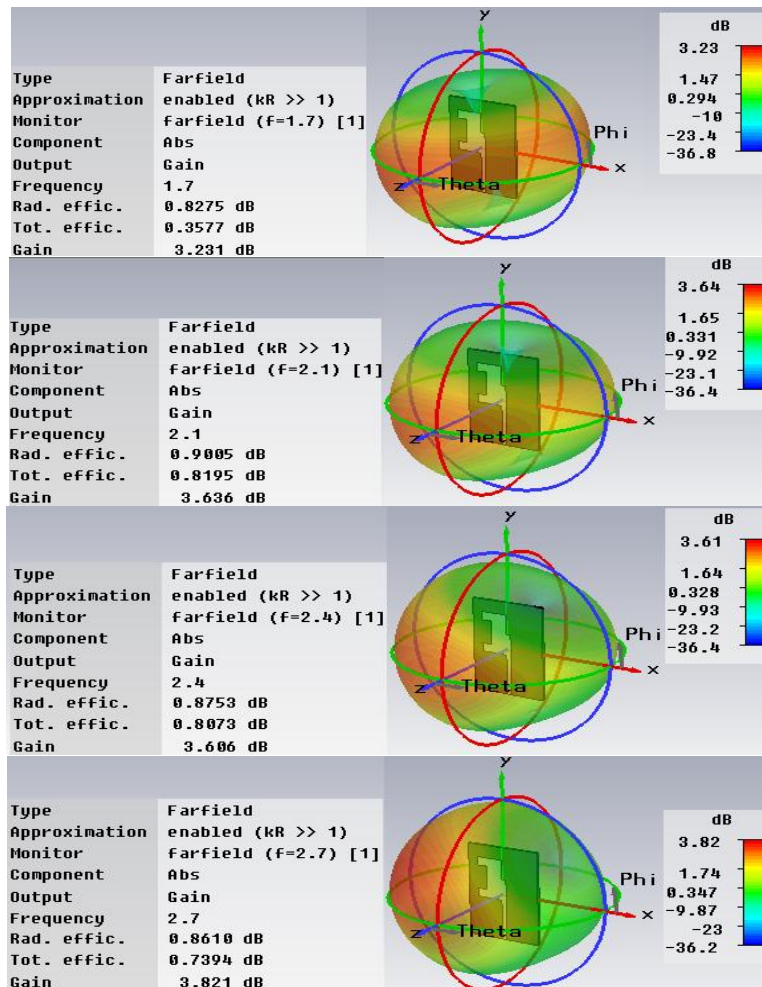 Type Farfield
Approximation enabled (kR >> 1)
Monitor farfield (f=1.7) [1]
Component Abs
Output Gain
Frequency 1.7
Rad. effic. 0.8275 dB
Tot. effic. 0.3577 dB
Gain 3.231 dB
y
Phi
x
z
Theta
dB
3.23
1.47
0.294
-10
-23.4
-36.8
Type Farfield
Approximation enabled (kR >> 1)
Monitor farfield (f=2.1) [1]
Component Abs
Output Gain
Frequency 2.1
Rad. effic. 0.9005 dB
Tot. effic. 0.8195 dB
Gain 3.636 dB
y
Phi
x
z
Theta
dB
3.64
1.65
0.331
-9.92
-23.1
-36.4
Type Farfield
Approximation enabled (kR >> 1)
Monitor farfield (f=2.4) [1]
Component Abs
Output Gain
Frequency 2.4
Rad. effic. 0.8753 dB
Tot. effic. 0.8073 dB
Gain 3.606 dB
y
Phi
x
z
Theta
dB
3.61
1.64
0.328
-9.93
-23.2
-36.4
Type Farfield
Approximation enabled (kR >> 1)
Monitor farfield (f=2.7) [1]
Component Abs
Output Gain
Frequency 2.7
Rad. effic. 0.8610 dB
Tot. effic. 0.7394 dB
Gain 3.821 dB
y
Phi
x
z
Theta
dB
3.82
1.74
0.347
-9.87
-23
-36.2